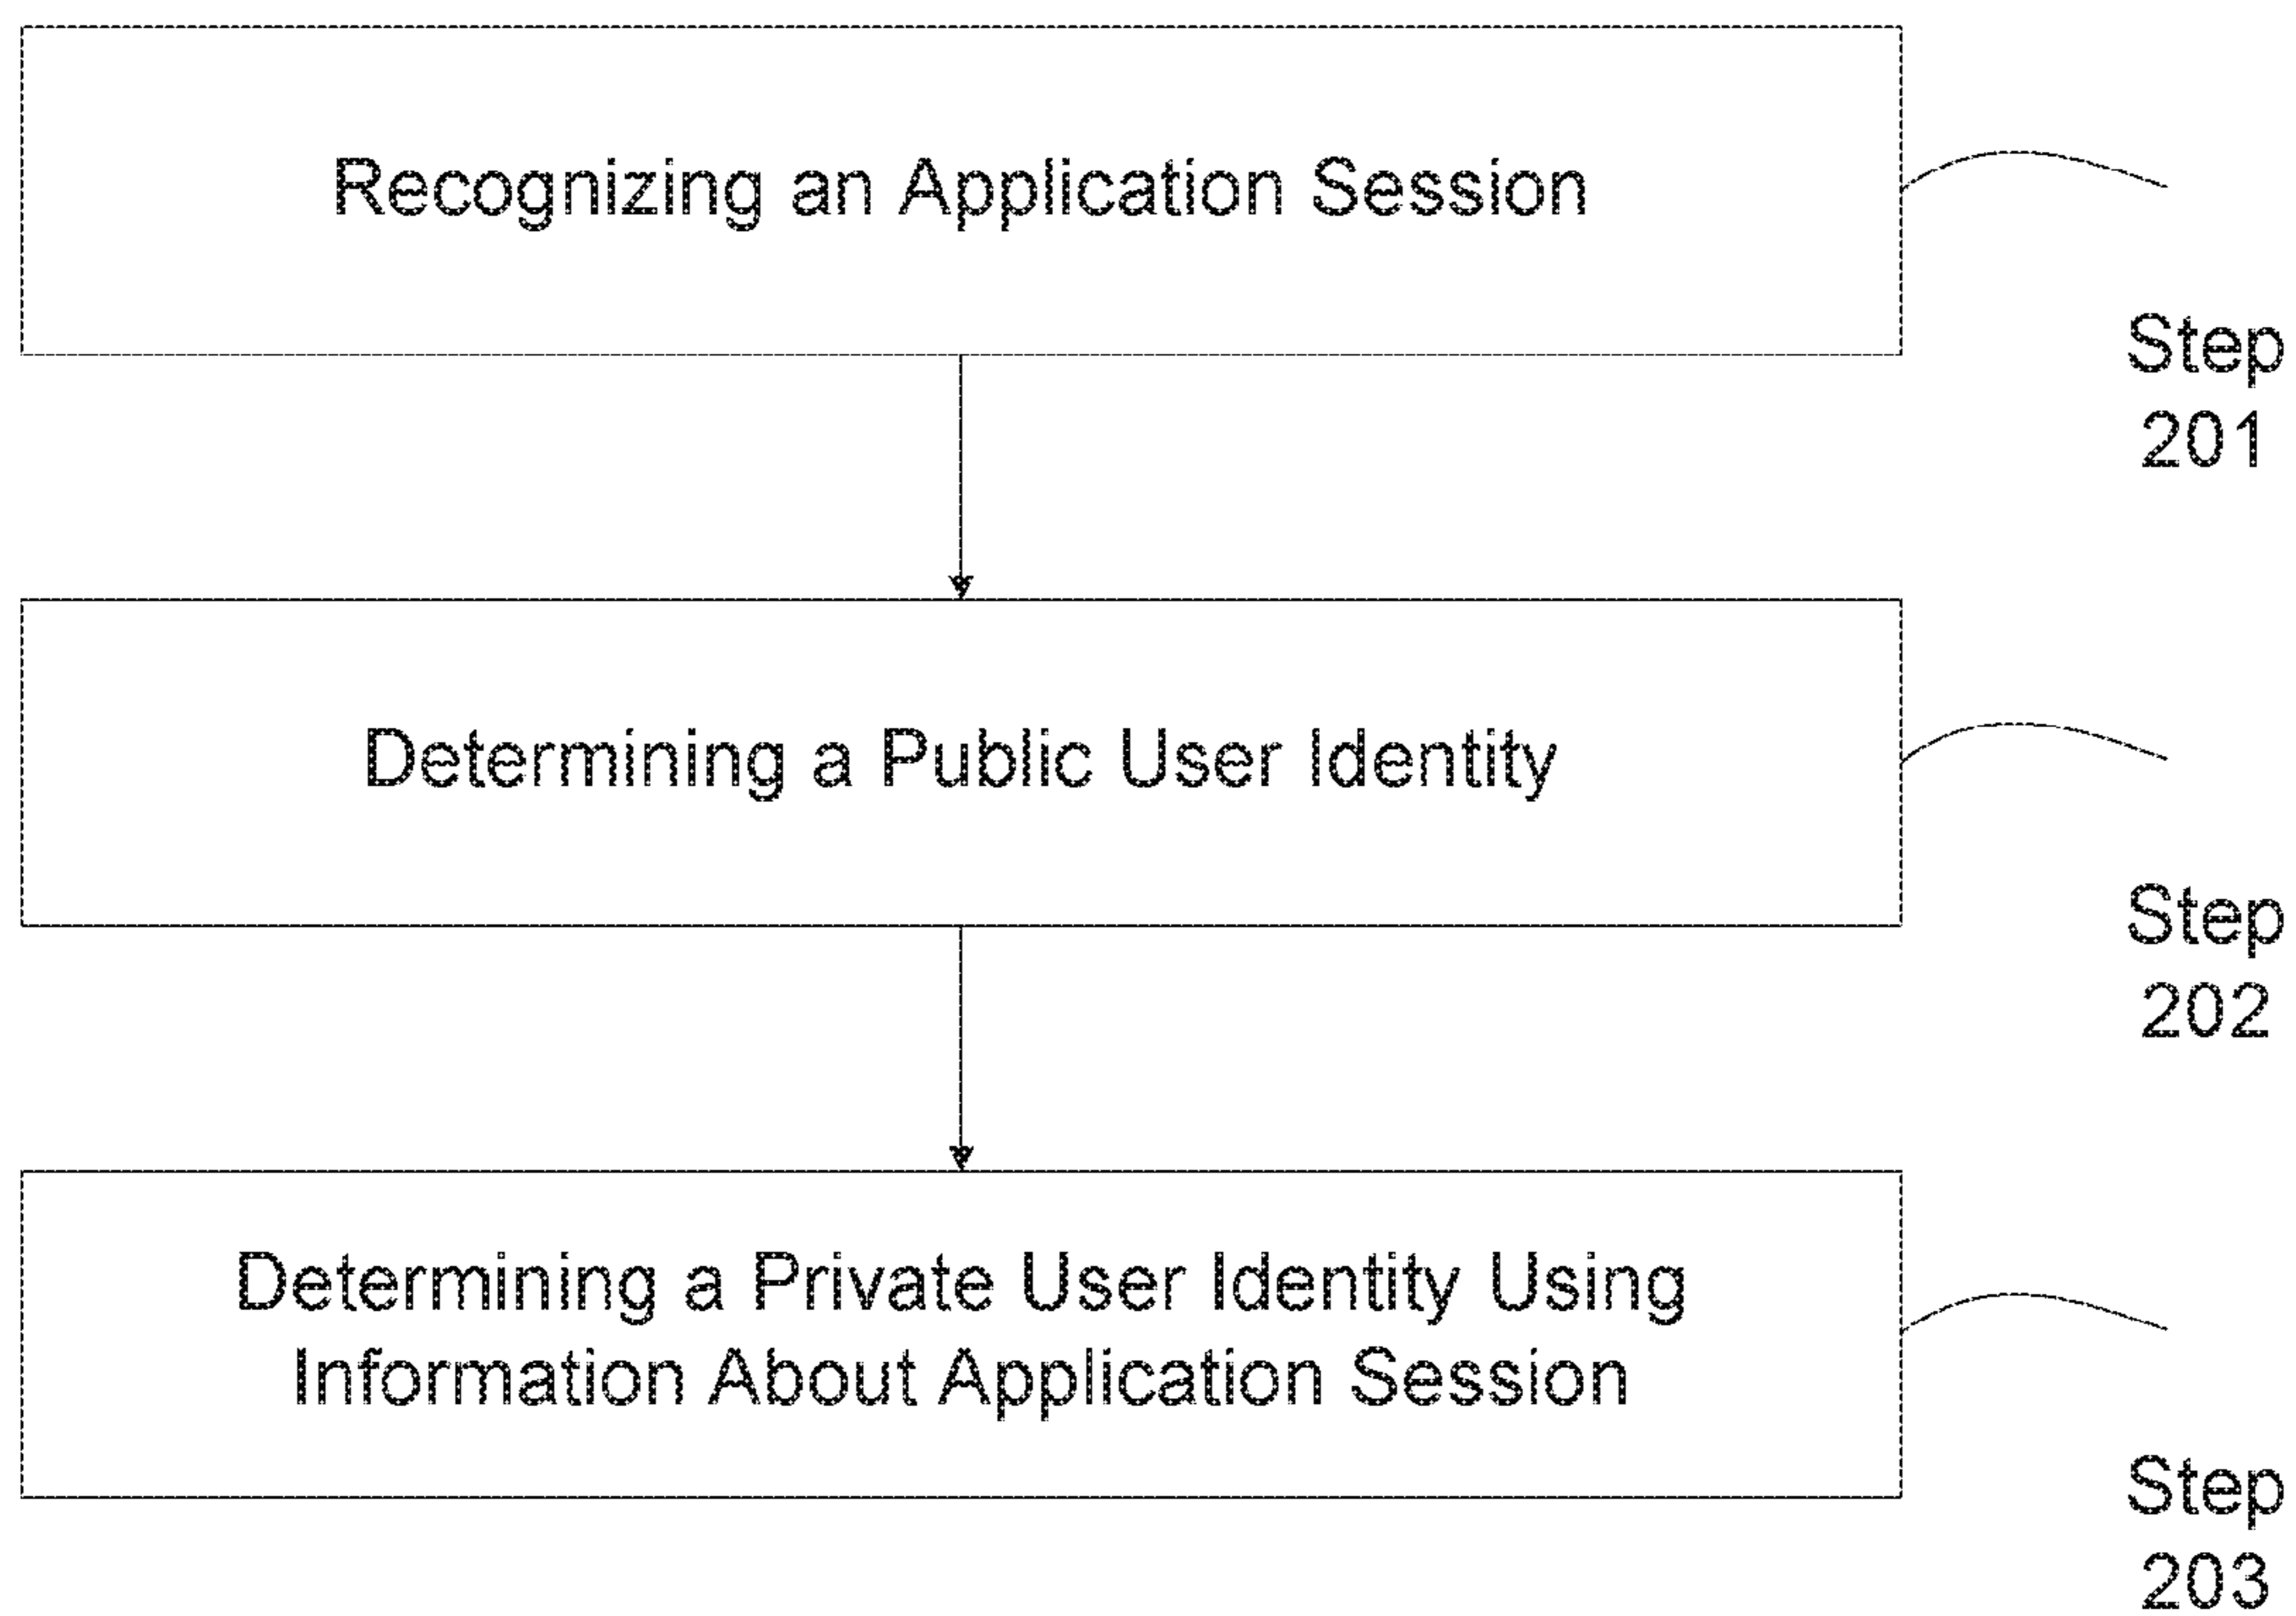 Recognizing an Application Session
Step
201
Determining a Public User Identity
Step
202
Determining a Private User Identity Using
Information About Application Session
Step
203